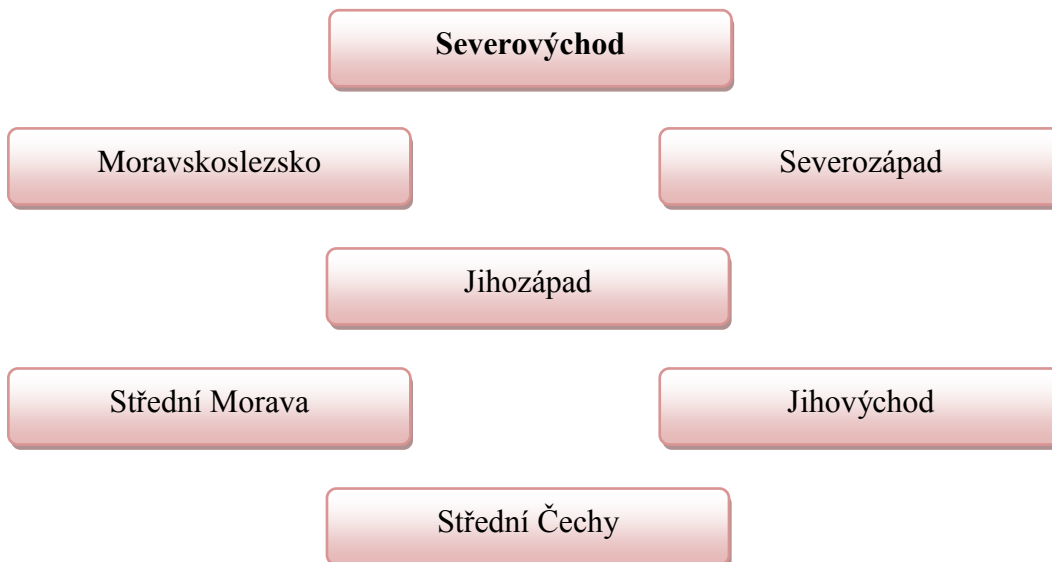 Severovýchod
Moravskoslezsko
Severozápad
Jihozápad
Střední Morava
Jihovýchod
Střední Čechy